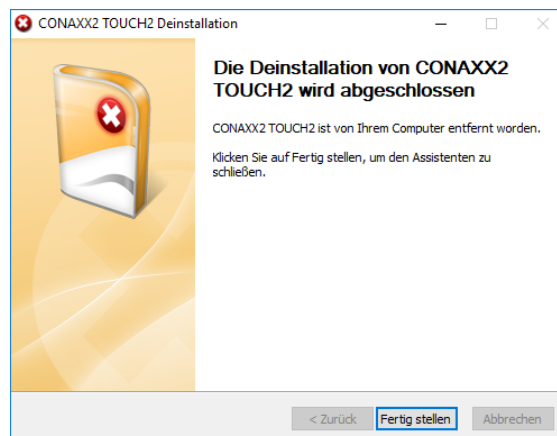 CONAXX2 TOUCH2 Deinstallation
Die Deinstallation von CONAXX2
TOUCH2 wird abgeschlossen
CONAXX2 TOUCH2 ist von Ihrem Computer entfernt worden.
Klicken Sie auf Fertig stellen, um den Assistenten zu
schließen.
< Zurück Fertig stellen Abbrechen